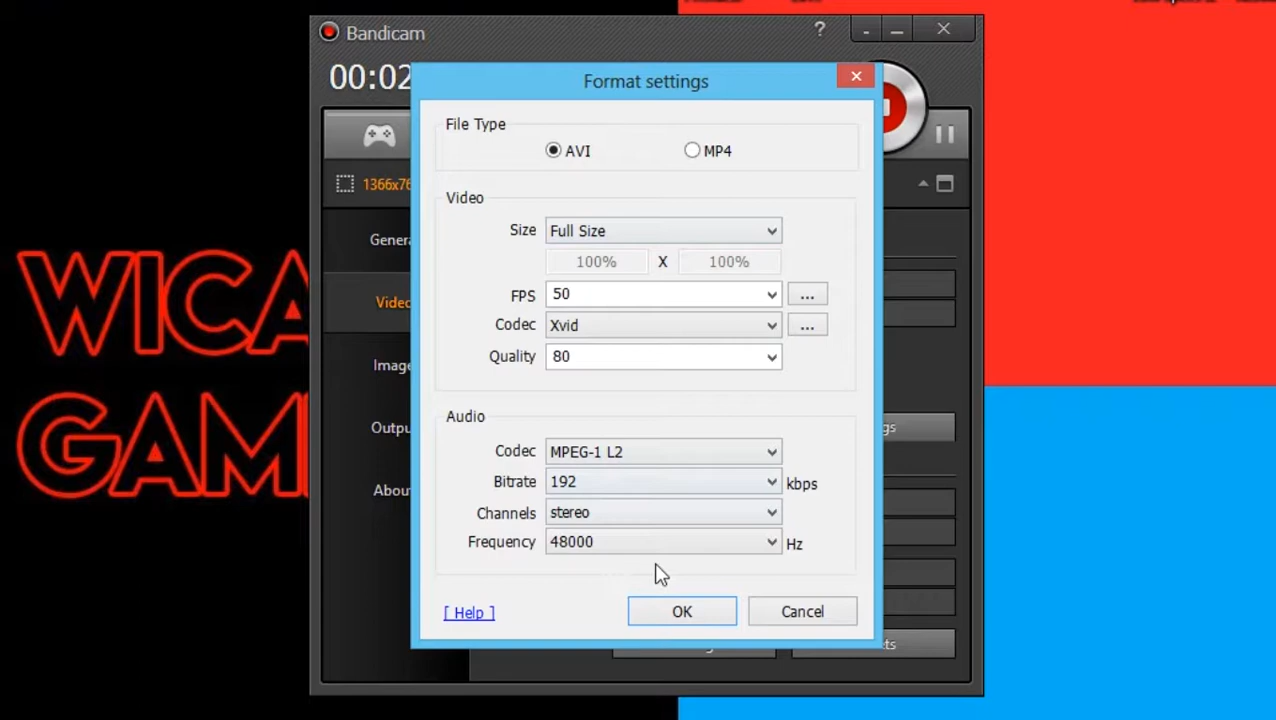 Bandicam
?
00:02
Format settings
File Type
AVI
MP4
1366x76
Video
Size
Full Size
100%
X
100%
Genera
FPS
50
...
Video
Codec
Xvid
...
Quality
80
Image
WICA
GAM
Audio
Outpu
Codec
MPEG-1 L2
gs
Bitrate
192
kbps
Abou
Channels
stereo
Frequency
48000
Hz
[ Help ]
OK
Cancel
ts